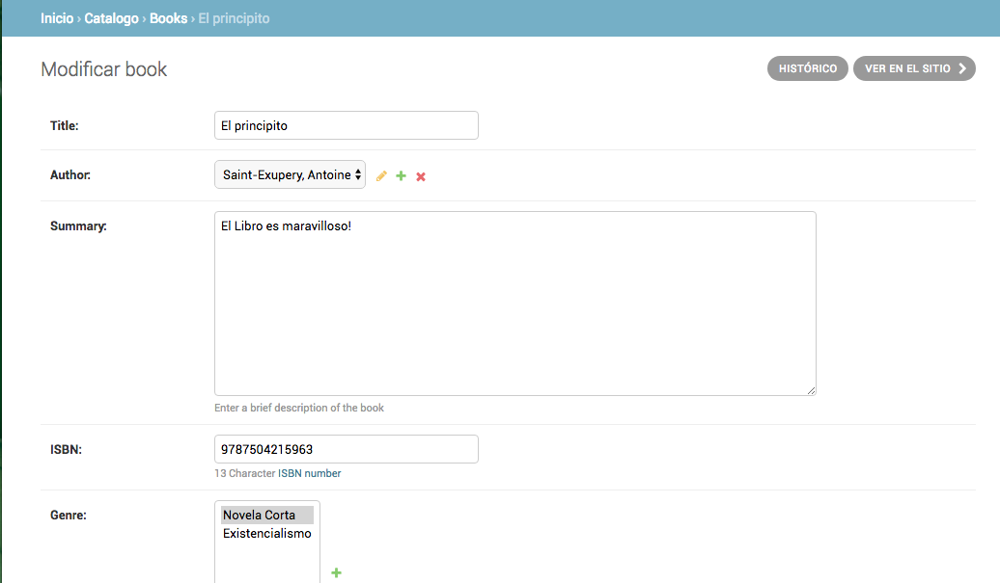 Inicio › Catalogo › Books › El principito
Modificar book
HISTÓRICO
VER EN EL SITIO
Title:
El principito
Author:
Saint-Exupery, Antoine
Summary:
El Libro es maravilloso!
Enter a brief description of the book
ISBN:
9787504215963
13 Character ISBN number
Genre:
Novela Corta
Existencialismo